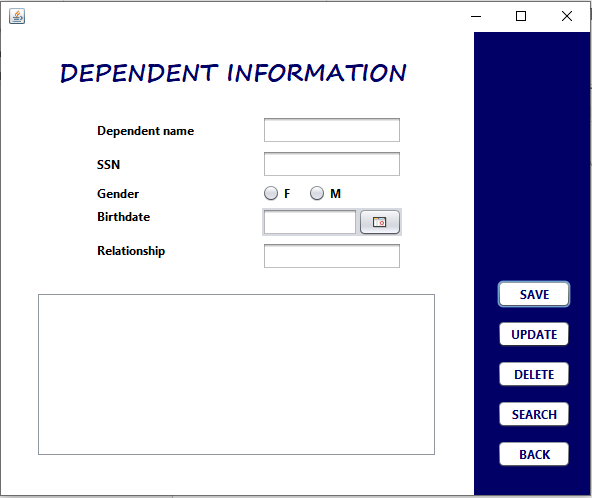 DEPENDENT INFORMATION
Dependent name
SSN
Gender
F M
Birthdate
Relationship
SAVE
UPDATE
DELETE
SEARCH
BACK